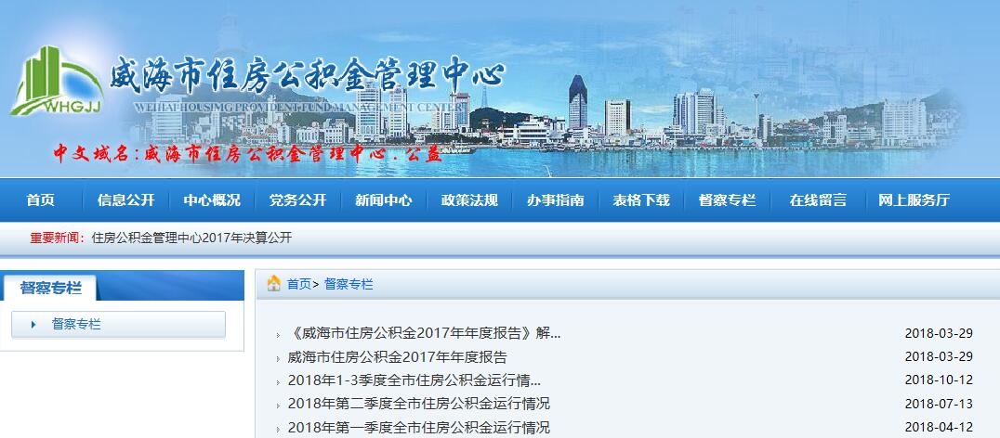 威海市住房公积金管理中心
WHGJJ
WEIHAI HOUSING PROVIDENT FUND MANAGEMENT CENTER
中文域名:威海市住房公积金管理中心.公益
首页 信息公开 中心概况 党务公开 新闻中心 政策法规 办事指南 表格下载 督察专栏 在线留言 网上服务厅
重要新闻: 住房公积金管理中心2017年决算公开
督察专栏
督察专栏
首页> 督察专栏
《威海市住房公积金2017年年度报告》解... 2018-03-29
威海市住房公积金2017年年度报告 2018-03-29
2018年1-3季度全市住房公积金运行情... 2018-10-12
2018年第二季度全市住房公积金运行情况 2018-07-13
2018年第一季度全市住房公积金运行情况 2018-04-12